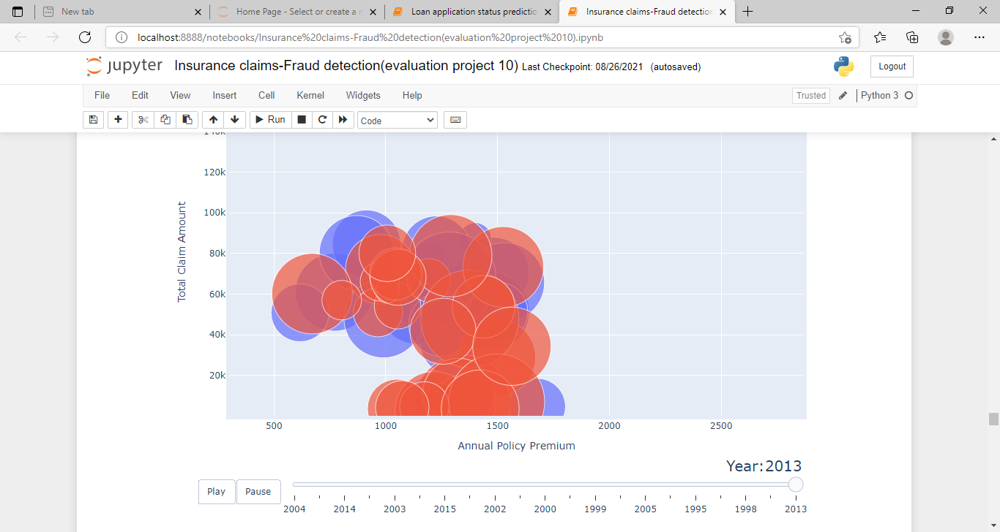 New tab
Home Page - Select or create a n
Loan application status predictio
Insurance claims-Fraud detection
localhost:8888/notebooks/Insurance%20claims-Fraud%20detection(evaluation%20project%2010).ipynb
jupyter Insurance claims-Fraud detection(evaluation project 10) Last Checkpoint: 08/26/2021 (autosaved)
Logout
File Edit View Insert Cell Kernel Widgets Help
Trusted Python 3
Run Code
140k
120k
100k
80k
60k
40k
20k
Total Claim Amount
500 1000 1500 2000 2500
Annual Policy Premium
Year:2013
Play Pause
2004 2014 2003 2015 2002 2000 1999 2005 1995 1998 2013